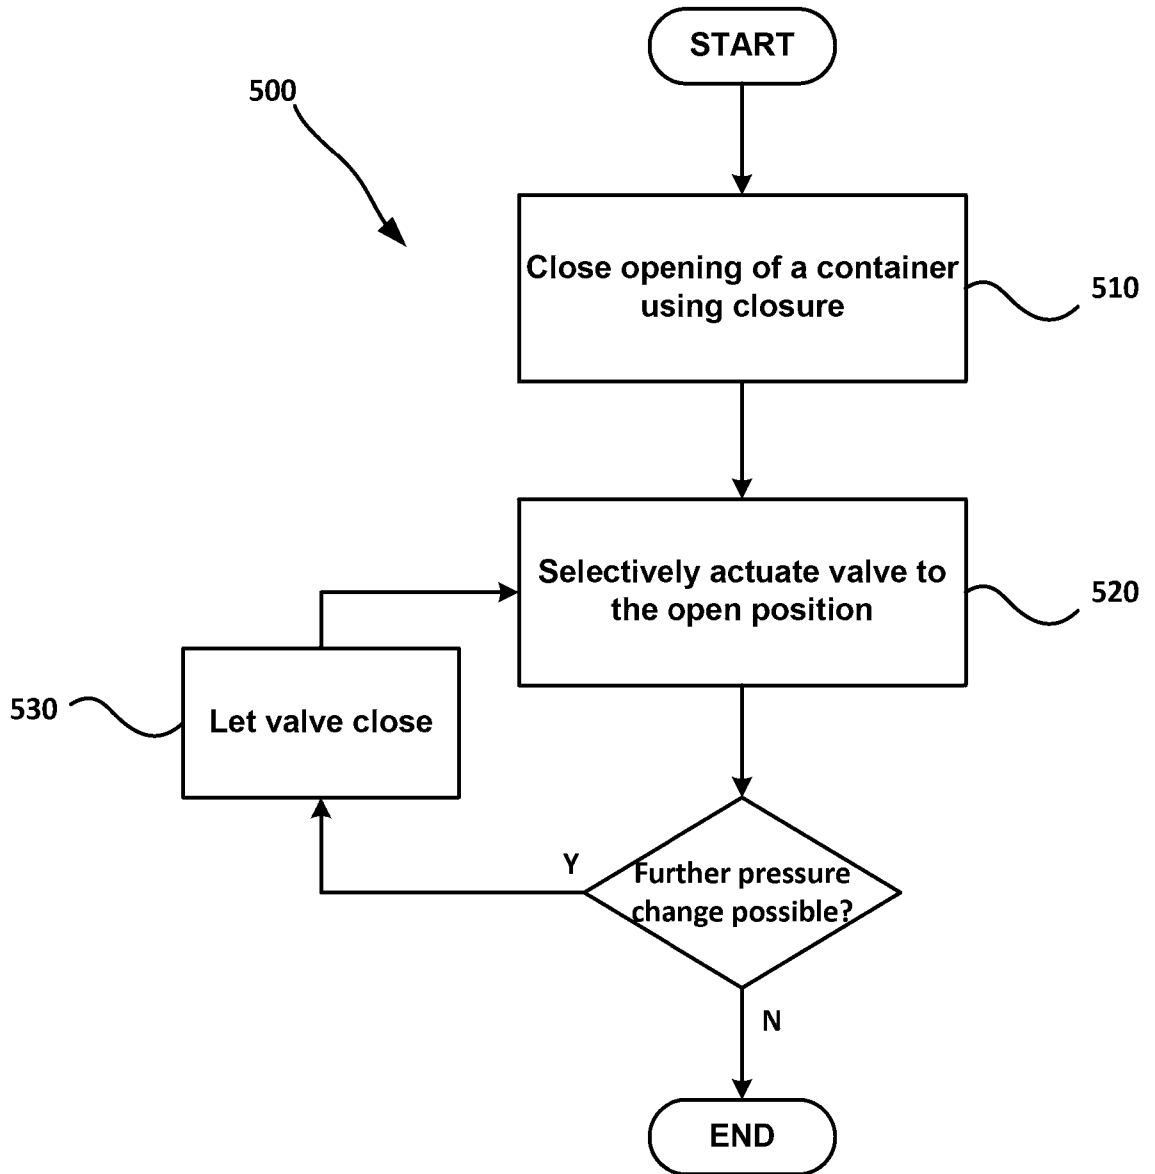 START
500
Close opening of a container
using closure
510
Selectively actuate valve to
the open position
520
530
Let valve close
Y
Further pressure
change possible?
N
END